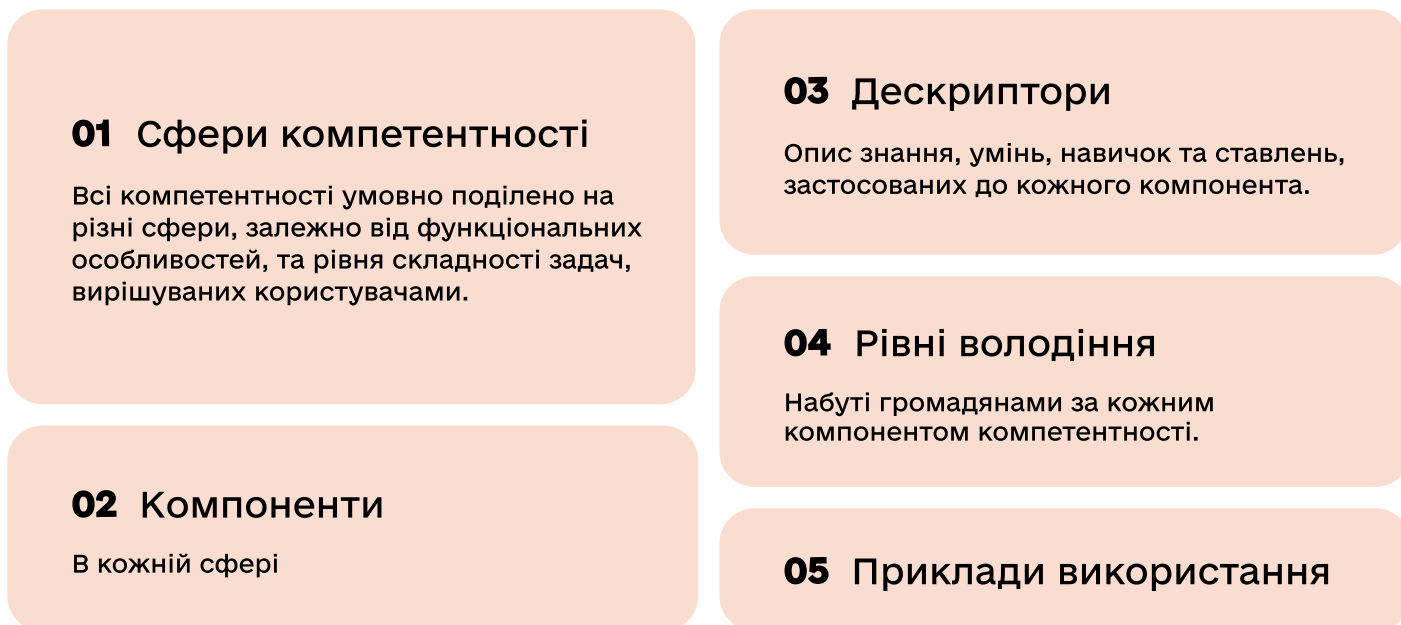 01 Сфери компетентності
Всі компетентності умовно поділено на
різні сфери, залежно від функціональних
особливостей, та рівня складності задач,
вирішуваних користувачами.
02 Компоненти
В кожній сфері
03 Дескриптори
Опис знання, умінь, навичок та ставлень,
застосованих до кожного компонента.
04 Рівні володіння
Набуті громадянами за кожним
компонентом компетентності.
05 Приклади використання